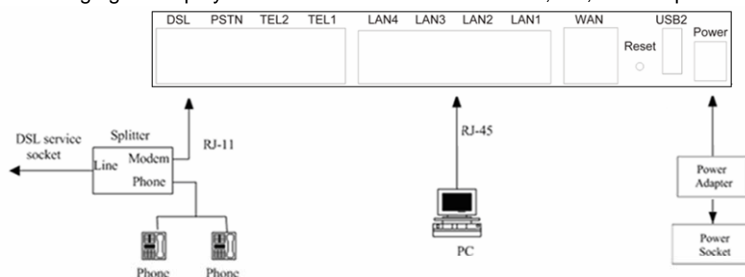 DSL PSTN TEL2 TEL1 LAN4 LAN3 LAN2 LAN1 WAN USB2
Reset
Power
DSL service
socket
Splitter
Line
Modem
Phone
RJ-11
RJ-45
Power
Adapter
PC
Power
Socket
Phone Phone